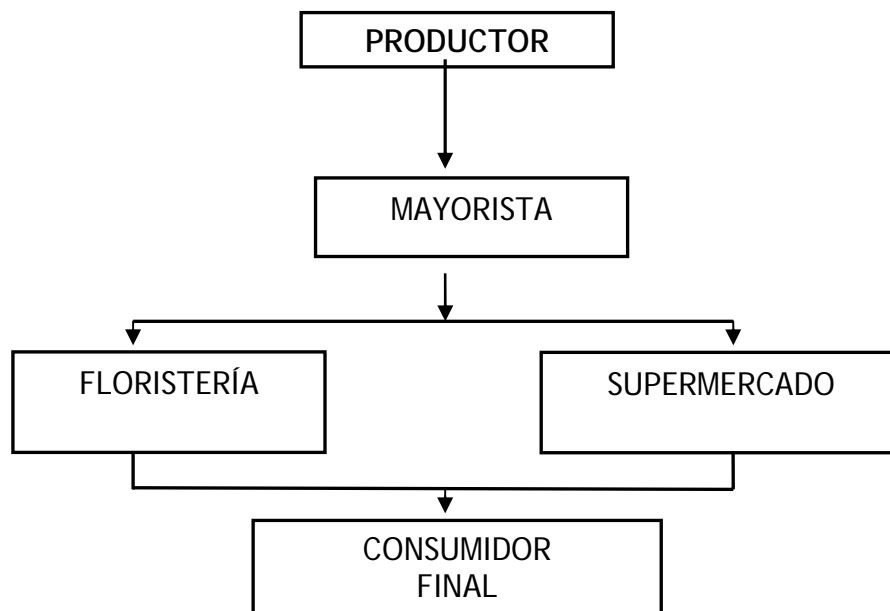 PRODUCTOR
MAYORISTA
FLORISTERÍA
SUPERMERCADO
CONSUMIDOR
FINAL